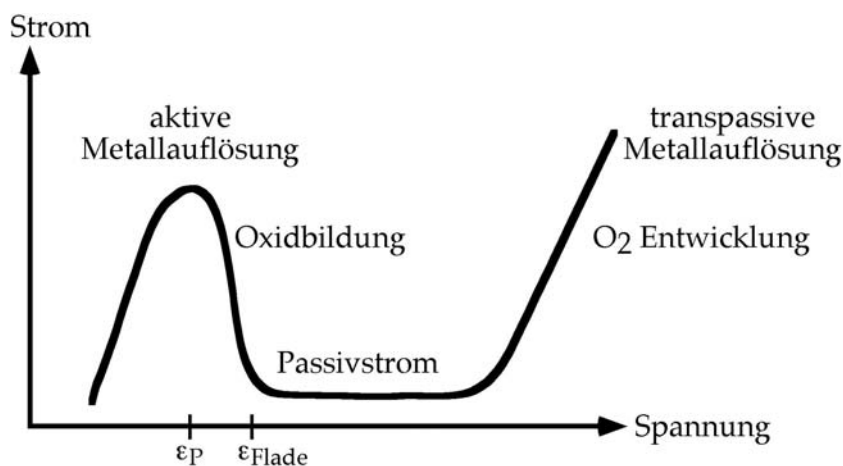 Strom
aktive
Metallauflösung
transpassive
Metallauflösung
Oxidbildung
O2 Entwicklung
Passivstrom
Spannung
εP
εFlade